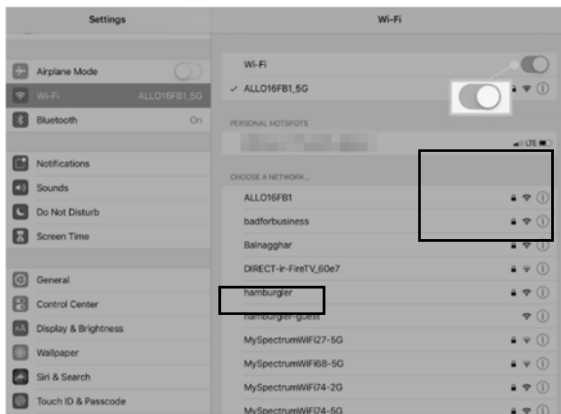 Settings
Wi-Fi
Airplane Mode
Wi-Fi
ALLO16FB1_5G
Bluetooth
On
Notifications
Sounds
Do Not Disturb
Screen Time
General
Control Center
AA Display & Brightness
Wallpaper
Siri & Search
Touch ID & Passcode
Wi-Fi
ALLO16FB1_5G
PERSONAL HOTSPOTS
LTE
CHOOSE A NETWORK...
ALLO16FB1
badforbusiness
Balnagghar
DIRECT-ir-FireTV_60e7
hamburgler
hamburgler-guest
MySpectrumWiFi27-5G
MySpectrumWiFi68-5G
MySpectrumWiFi74-2G
MySpectrumWiFi74-5G